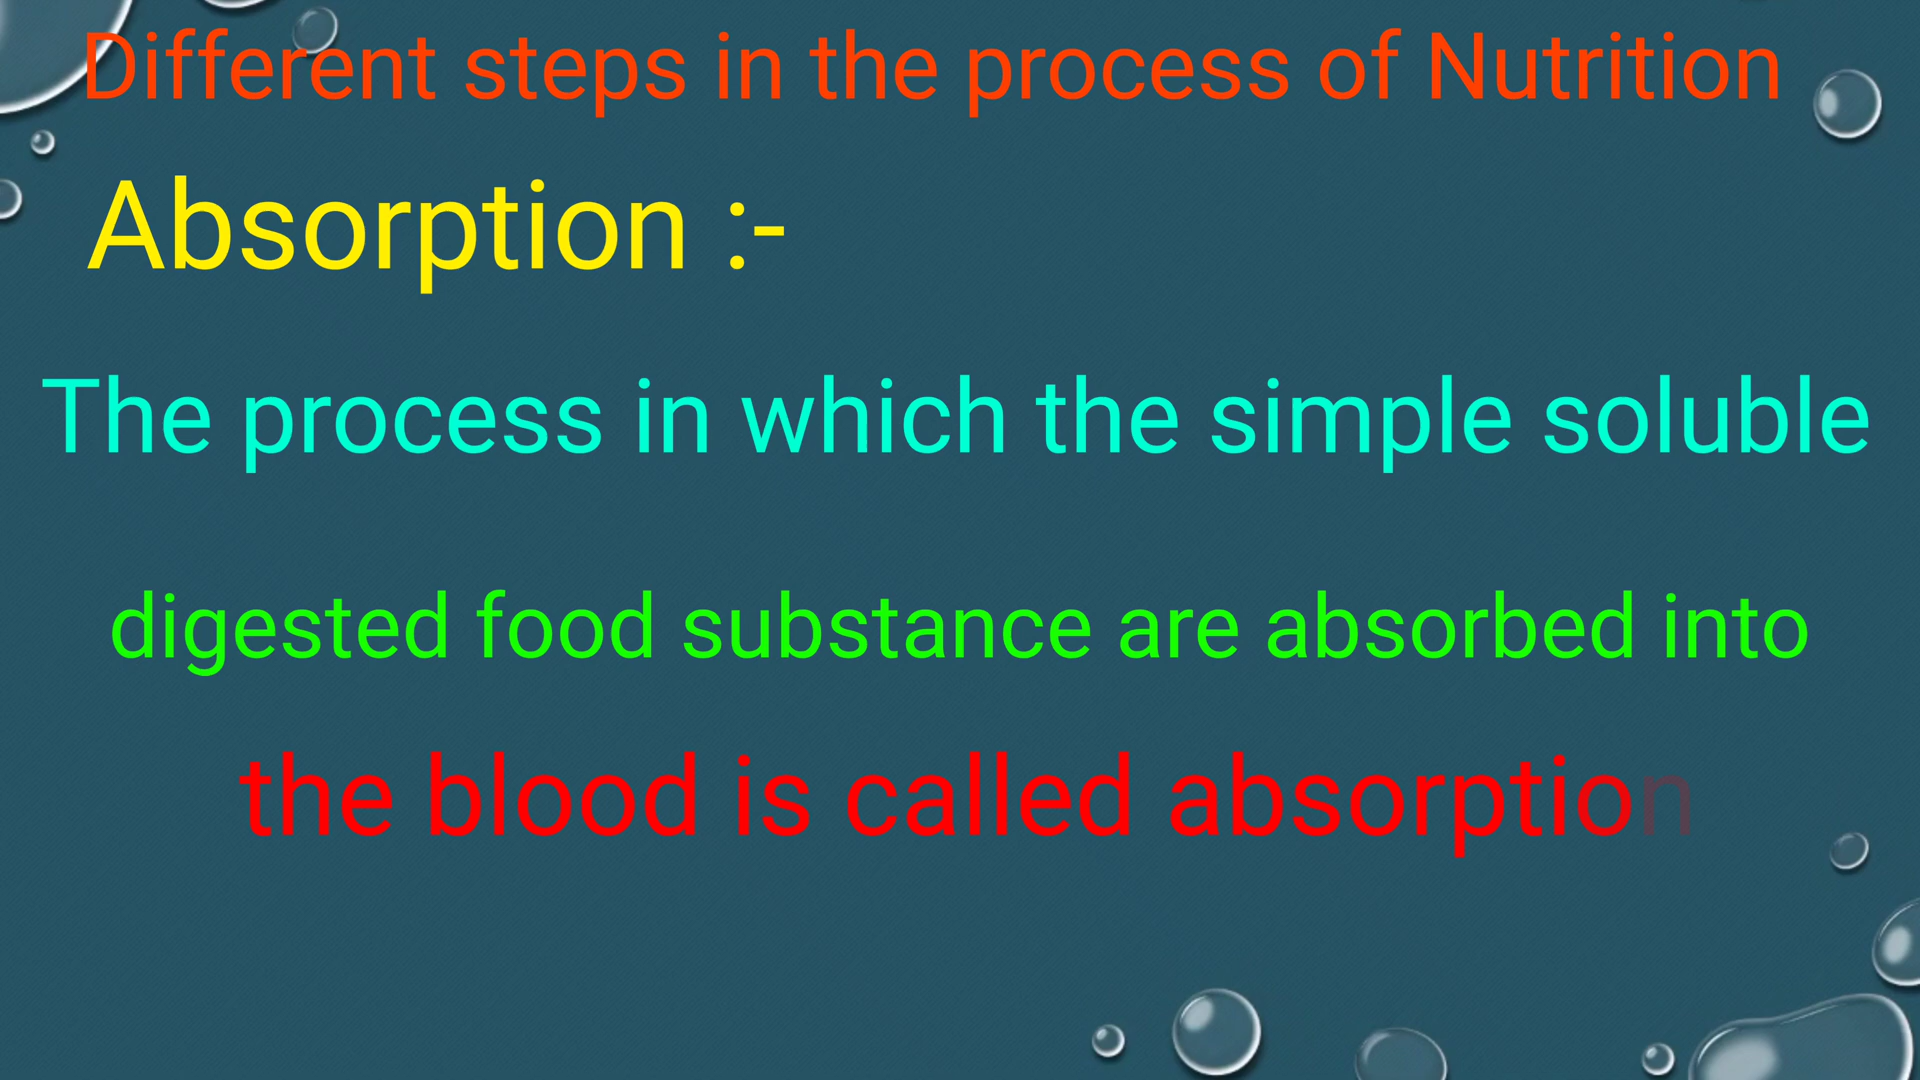 Different steps in the process of Nutrition
Absorption :-
The process in which the simple soluble
digested food substance are absorbed into
the blood is called absorption